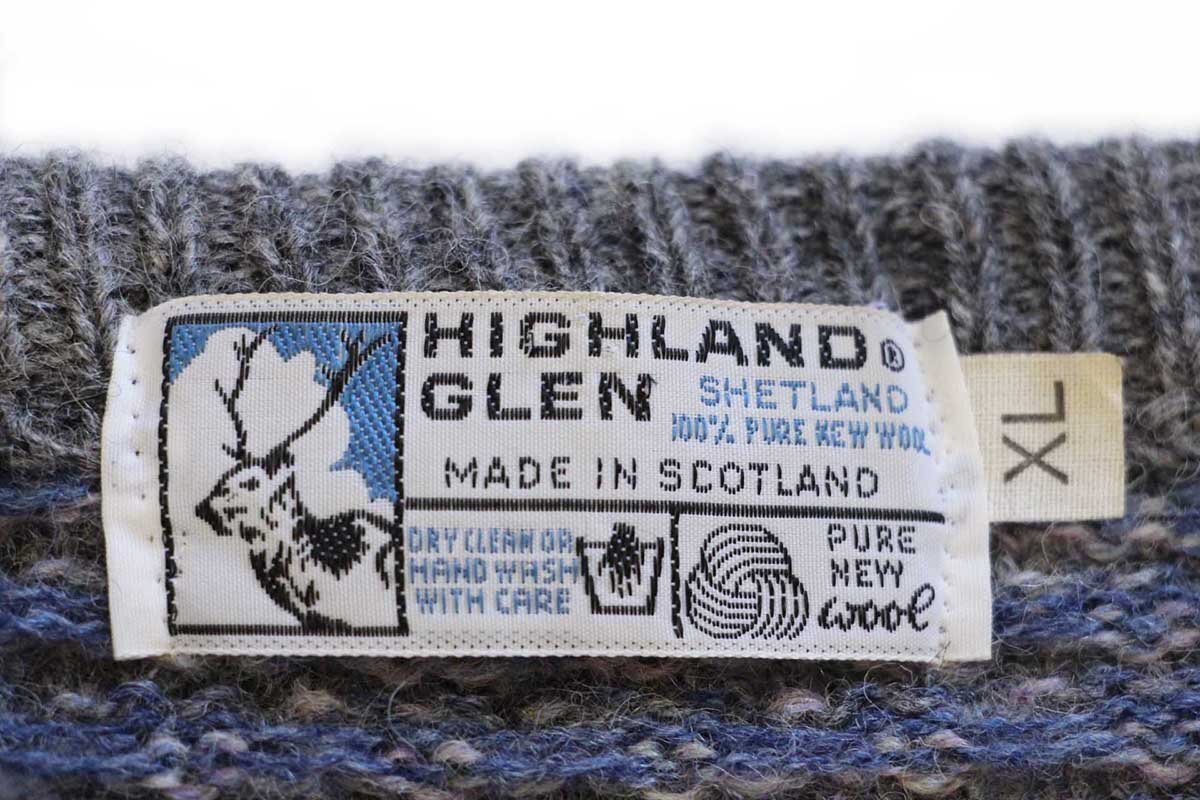 HIGHLAND®
GLEN
SHETLAND
100% PURE NEW WOOL
MADE IN SCOTLAND
DRY CLEAN OR
HAND WASH
WITH CARE
PURE
NEW
wool
XL